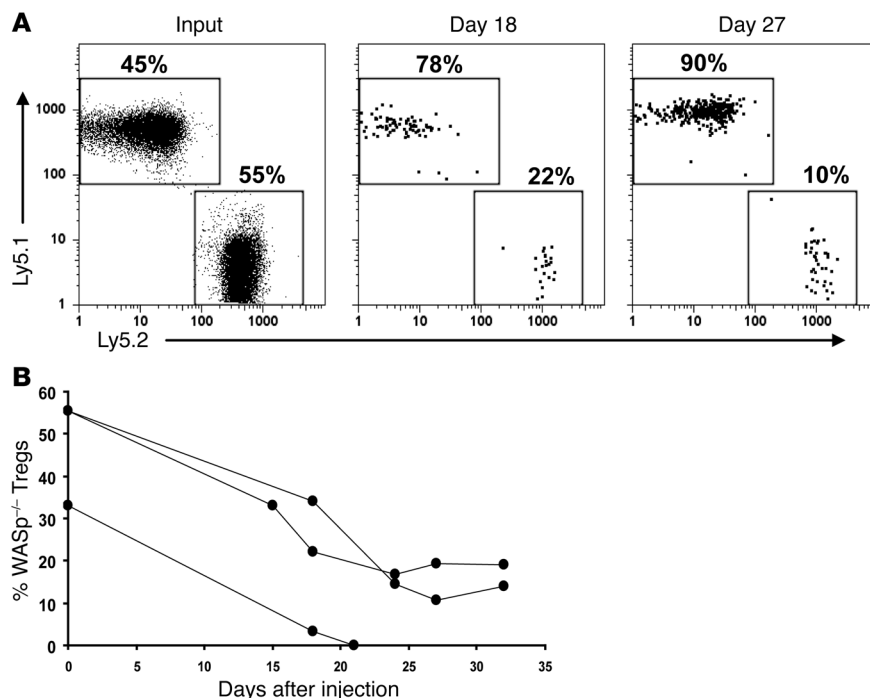 A
Input
Day 18
Day 27
45%
78%
90%
55%
22%
10%
Ly5.1
1000
100
10
1
1 10 100 1000
1 10 100 1000
1 10 100 1000
Ly5.2
B
% WASp–/– Tregs
60
50
40
30
20
10
0
0 5 10 15 20 25 30 35
Days after injection